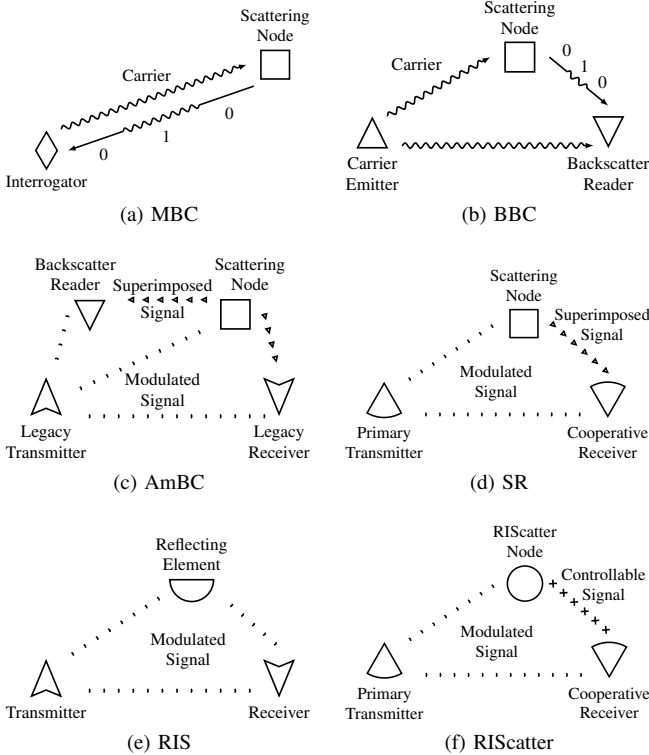 Scattering
Node
Carrier
0
1
0
Interrogator
(a) MBC
Scattering
Node
Carrier
0
1
0
Carrier
Emitter
Backscatter
Reader
(b) BBC
Backscatter
Reader
Superimposed
Signal
Scattering
Node
Modulated
Signal
Legacy
Transmitter
Legacy
Receiver
(c) AmBC
Scattering
Node
Superimposed
Signal
Modulated
Signal
Primary
Transmitter
Cooperative
Receiver
(d) SR
Reflecting
Element
Modulated
Signal
Transmitter
Receiver
(e) RIS
RIScatter
Node
Controllable
Signal
Modulated
Signal
Primary
Transmitter
Cooperative
Receiver
(f) RIScatter